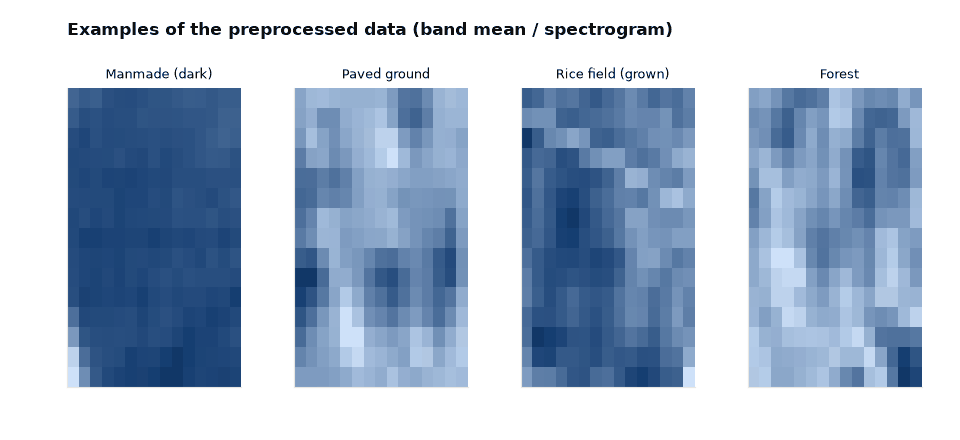 Examples of the preprocessed data (band mean / spectrogram)
Manmade (dark)
Paved ground
Rice field (grown)
Forest